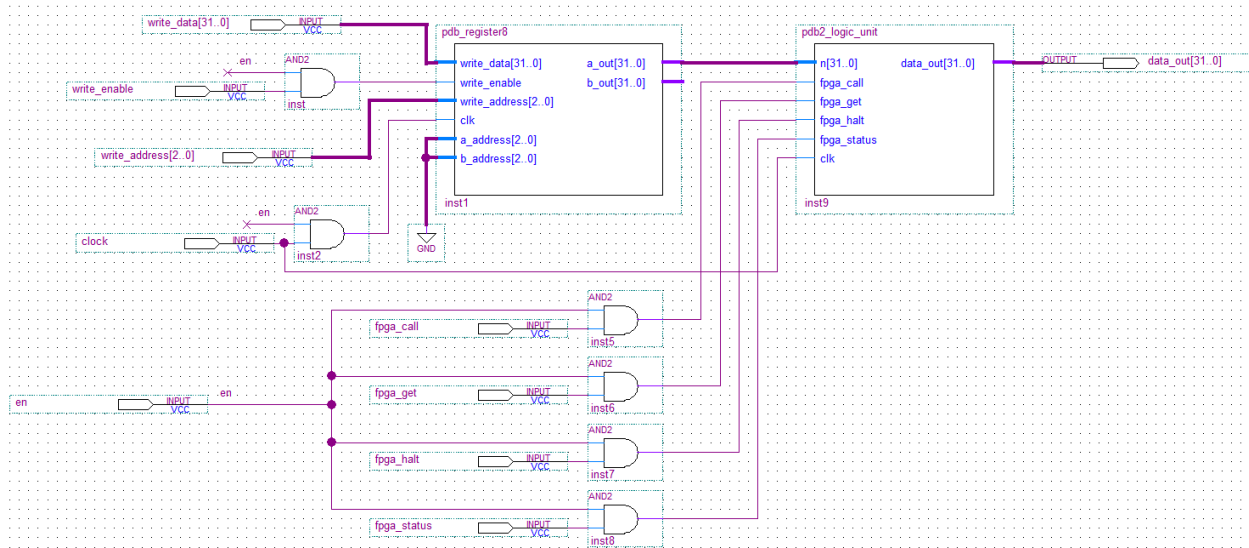 write_data[31..0]
INPUT
VCC
pdb_register8
pdb2_logic_unit
en
AND2
write_data[31..0]
a_out[31..0]
n[31..0]
data_out[31..0]
OUTPUT
data_out[31..0]
write_enable
INPUT
VCC
inst
write_enable
b_out[31..0]
fpga_call
write_address[2..0]
fpga_get
clk
fpga_halt
a_address[2..0]
fpga_status
write_address[2..0]
INPUT
VCC
b_address[2..0]
clk
inst1
inst9
en
AND2
clock
INPUT
VCC
inst2
GND
AND2
fpga_call
INPUT
VCC
inst5
AND2
fpga_get
INPUT
VCC
inst6
en
INPUT
VCC
en
AND2
fpga_halt
INPUT
VCC
inst7
AND2
fpga_status
INPUT
VCC
inst8